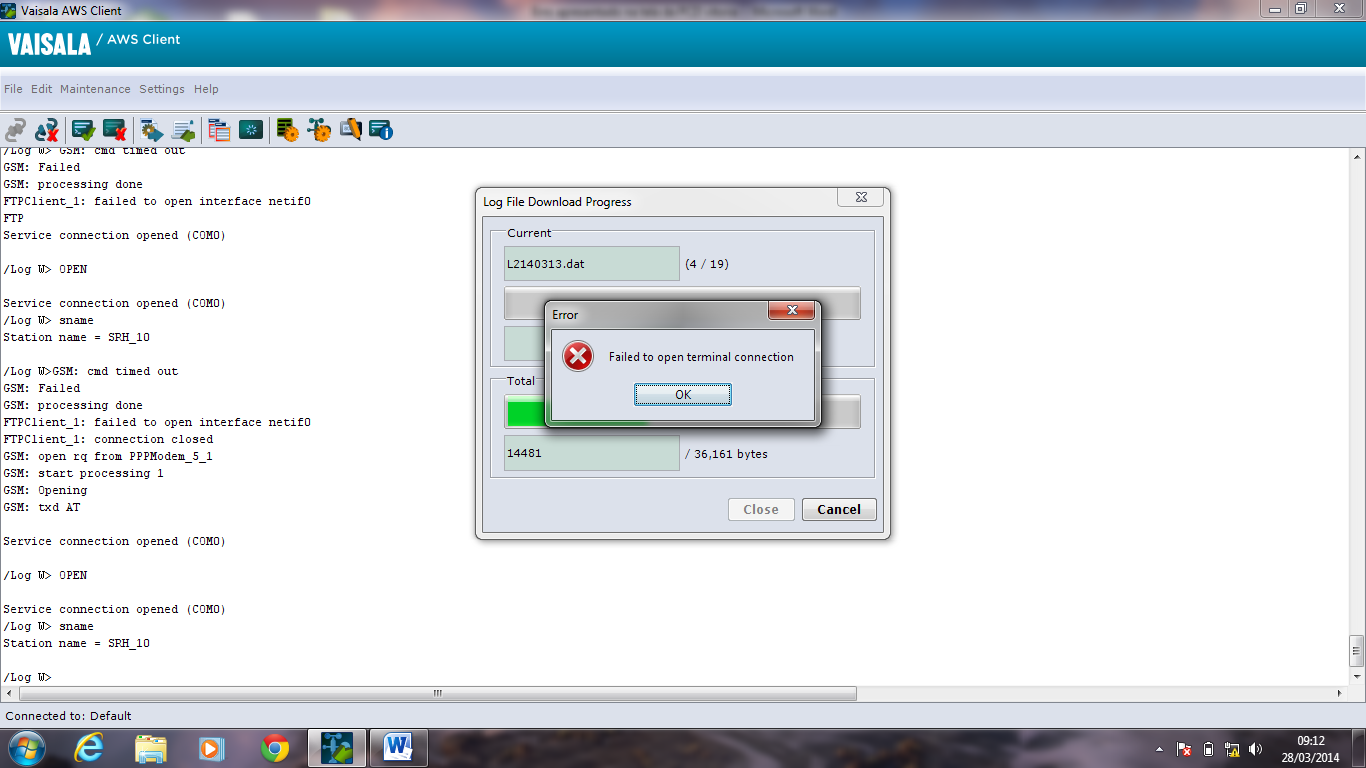 Vaisala AWS Client
VAISALA / AWS Client
File Edit Maintenance Settings Help
/Log W> GSM: cmd timed out
GSM: Failed
GSM: processing done
FTPClient_1: failed to open interface netif0
FTP
Service connection opened (COM0)
/Log W> OPEN
Service connection opened (COM0)
/Log W> sname
Station name = SRH_10
/Log W>GSM: cmd timed out
GSM: Failed
GSM: processing done
FTPClient_1: failed to open interface netif0
FTPClient_1: connection closed
GSM: open rq from PPPModem_5_1
GSM: start processing 1
GSM: Opening
GSM: txd AT
Service connection opened (COM0)
/Log W> OPEN
Service connection opened (COM0)
/Log W> sname
Station name = SRH_10
/Log W>
Log File Download Progress
Current
L2140313.dat (4 / 19)
Error
Failed to open terminal connection
OK
Total
14481 / 36,161 bytes
Close Cancel
Connected to: Default
09:12
28/03/2014